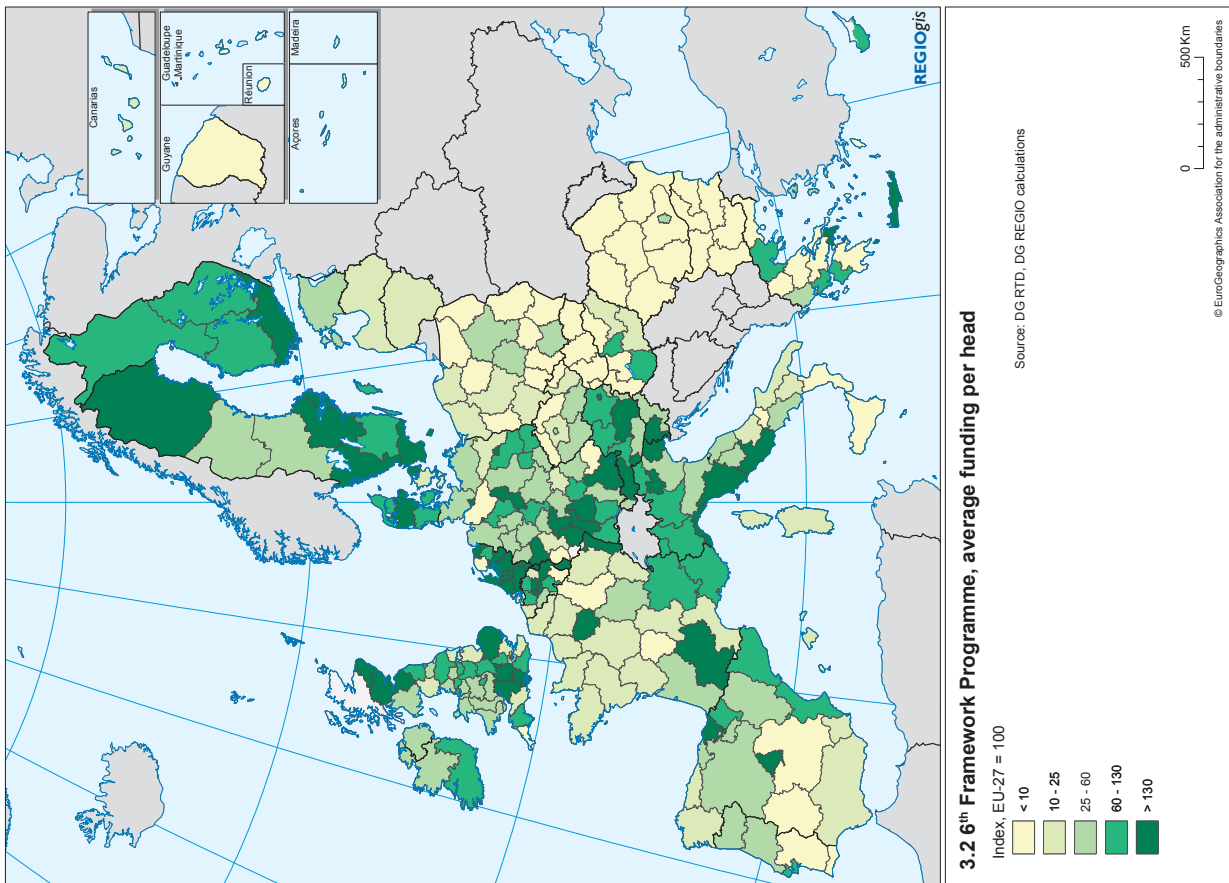 Canarias
Guyane
Guadeloupe
Martinique
Réunion
Açores
Madeira
REGIOgis
3.2 6th Framework Programme, average funding per head
Index, EU-27 = 100
< 10
10 - 25
25 - 60
60 - 130
> 130
Source: DG RTD, DG REGIO calculations
0 500 Km
© EuroGeographics Association for the administrative boundaries